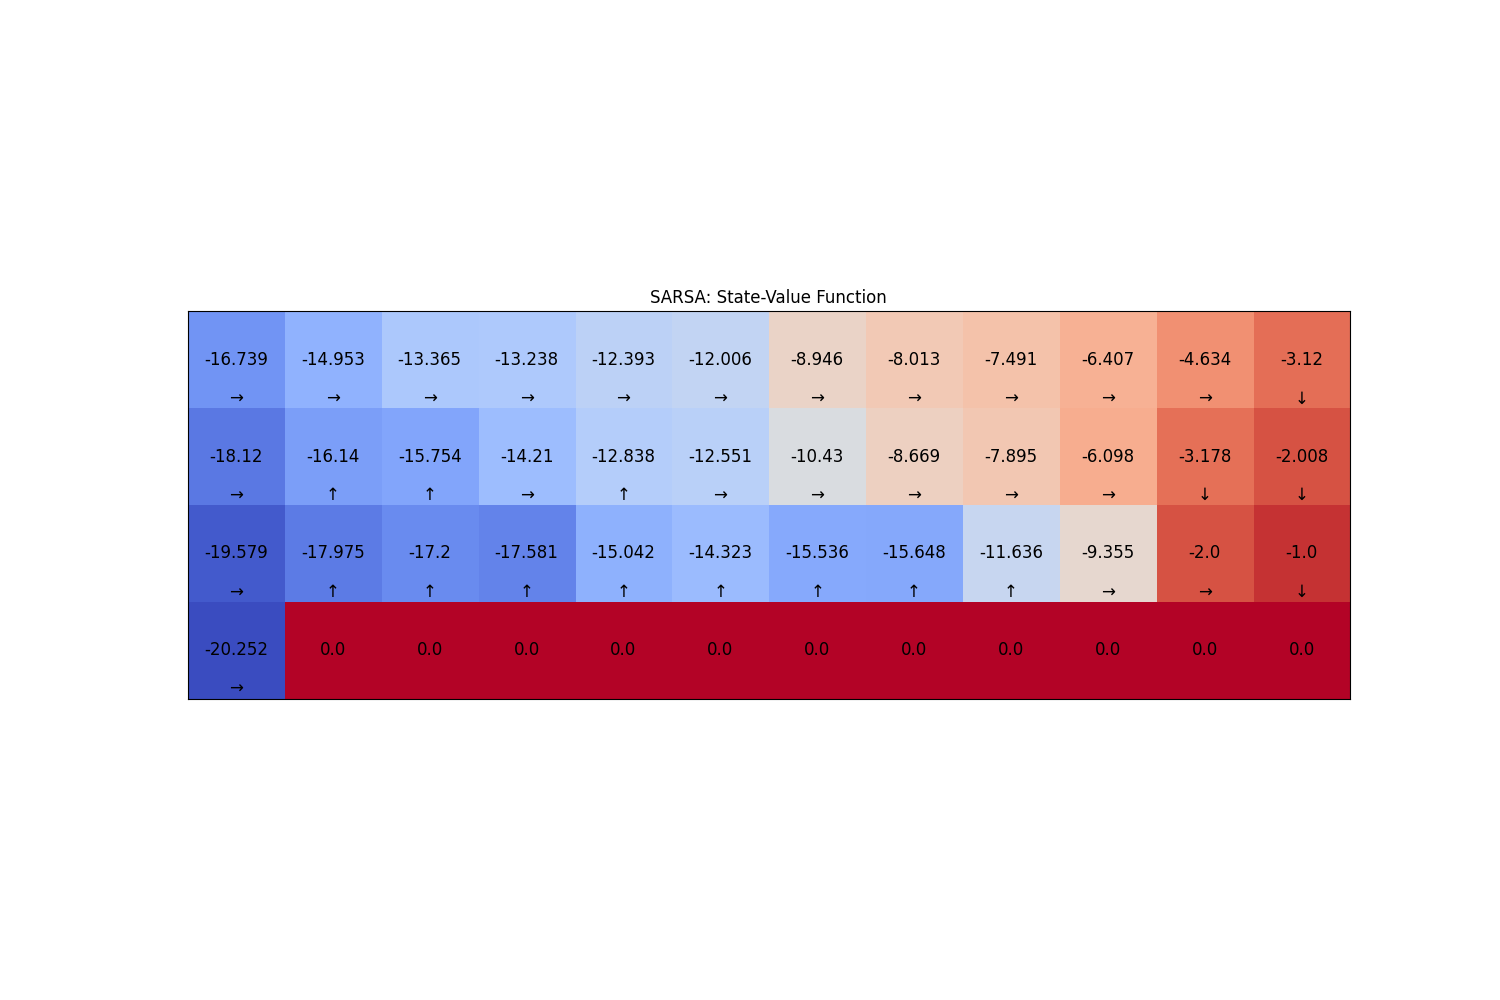 SARSA: State-Value Function
-16.739 -14.953 -13.365 -13.238 -12.393 -12.006 -8.946 -8.013 -7.491 -6.407 -4.634 -3.12
→ → → → → → → → → → → ↓
-18.12 -16.14 -15.754 -14.21 -12.838 -12.551 -10.43 -8.669 -7.895 -6.098 -3.178 -2.008
→ ↑ ↑ → ↑ → → → → → ↓ ↓
-19.579 -17.975 -17.2 -17.581 -15.042 -14.323 -15.536 -15.648 -11.636 -9.355 -2.0 -1.0
→ ↑ ↑ ↑ ↑ ↑ ↑ ↑ ↑ → → ↓
-20.252 0.0 0.0 0.0 0.0 0.0 0.0 0.0 0.0 0.0 0.0 0.0
→